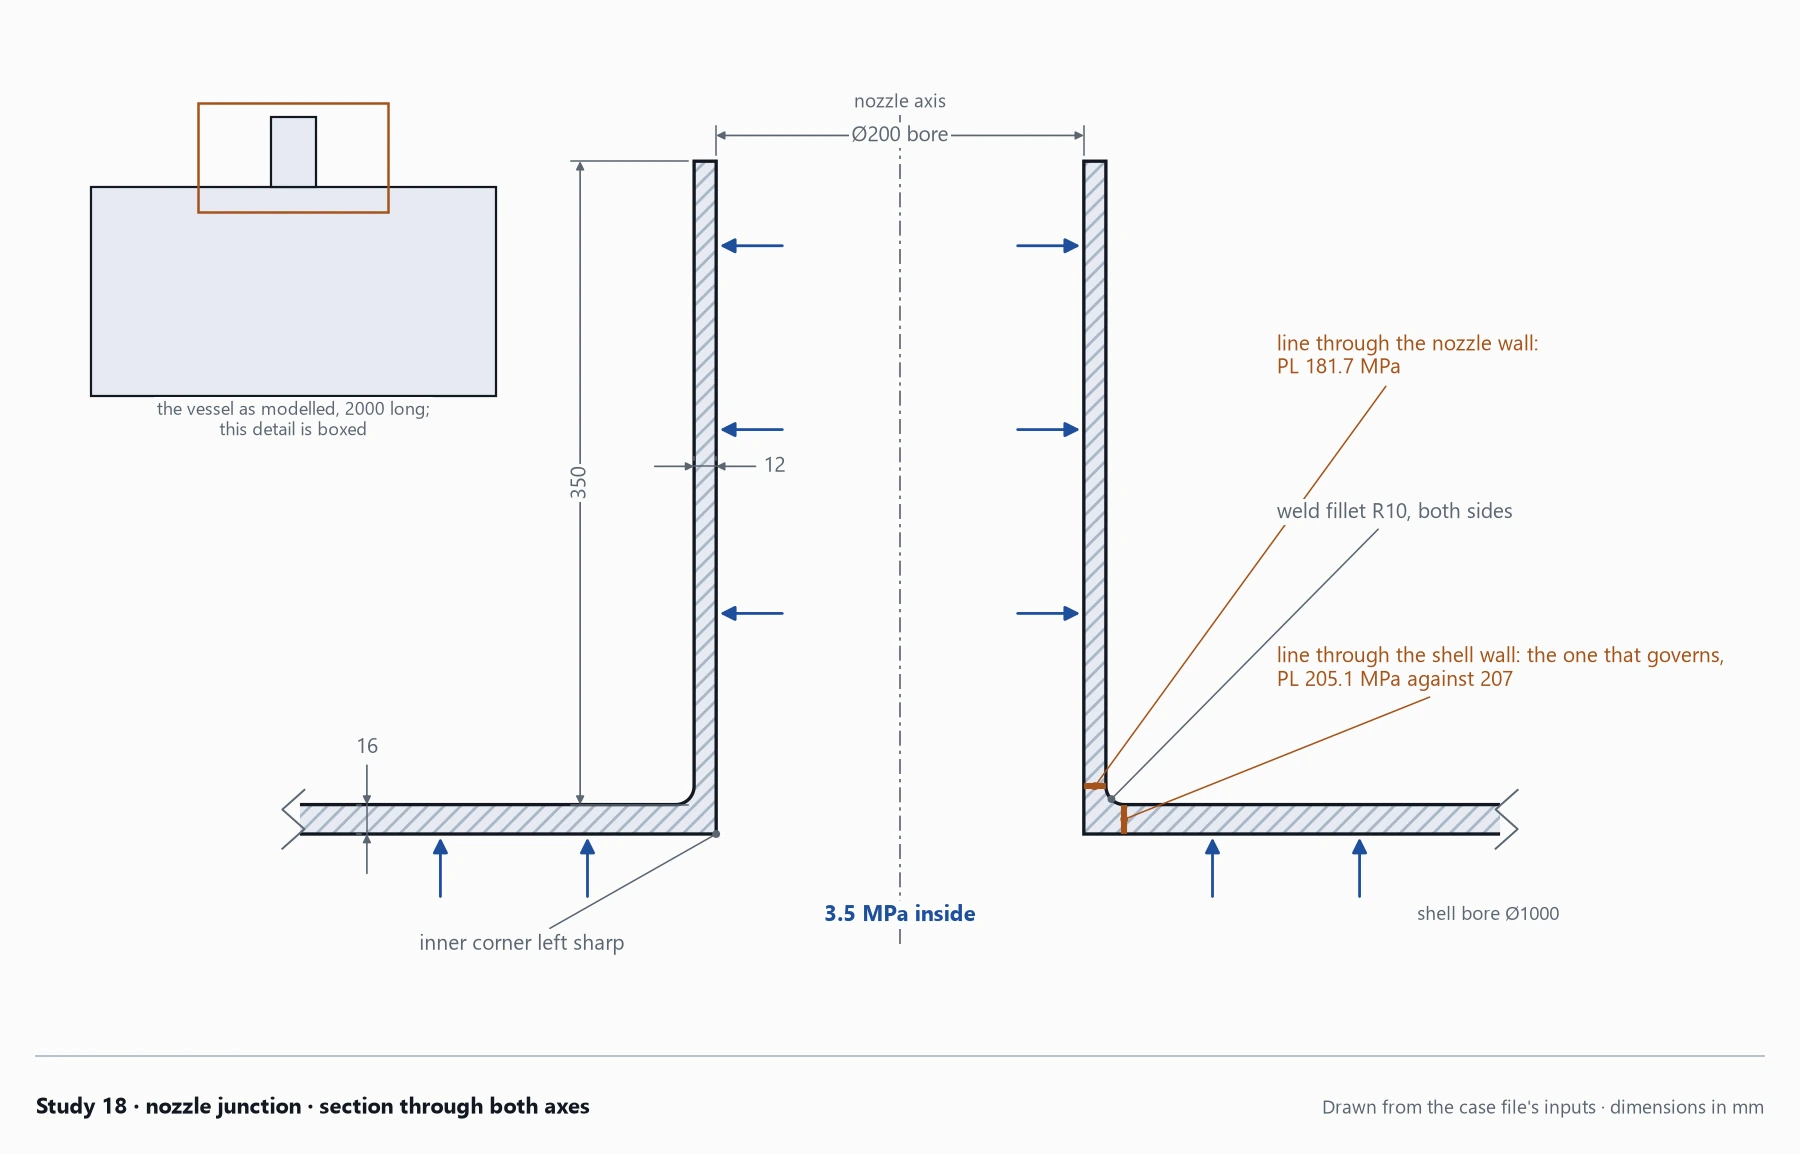 nozzle axis
Ø200 bore
the vessel as modelled, 2000 long;
this detail is boxed
350
12
line through the nozzle wall:
PL 181.7 MPa
weld fillet R10, both sides
line through the shell wall: the one that governs,
PL 205.1 MPa against 207
16
3.5 MPa inside
shell bore Ø1000
inner corner left sharp
Study 18 · nozzle junction · section through both axes
Drawn from the case file's inputs · dimensions in mm